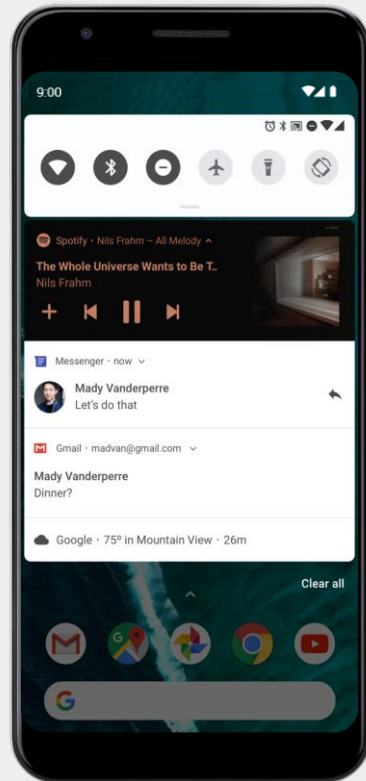 9:00
Spotify · Nils Frahm – All Melody
The Whole Universe Wants to Be T..
Nils Frahm
Messenger · now
Mady Vanderperre
Let's do that
Gmail · madvan@gmail.com
Mady Vanderperre
Dinner?
Google · 75º in Mountain View · 26m
Clear all